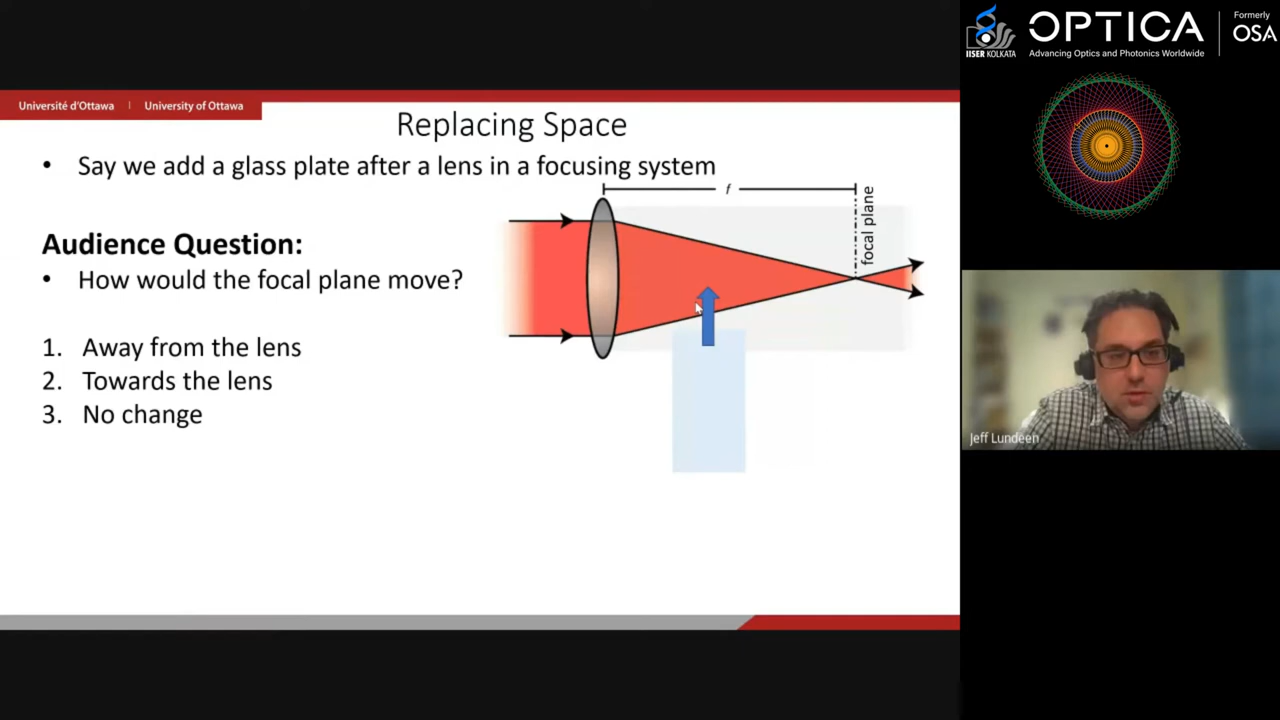 Formerly
OPTICA
OSA
IISER KOLKATA
Advancing Optics and Photonics Worldwide
Université d'Ottawa | University of Ottawa
Replacing Space
• Say we add a glass plate after a lens in a focusing system
f
focal plane
Audience Question:
• How would the focal plane move?
1. Away from the lens
2. Towards the lens
3. No change
Jeff Lundeen